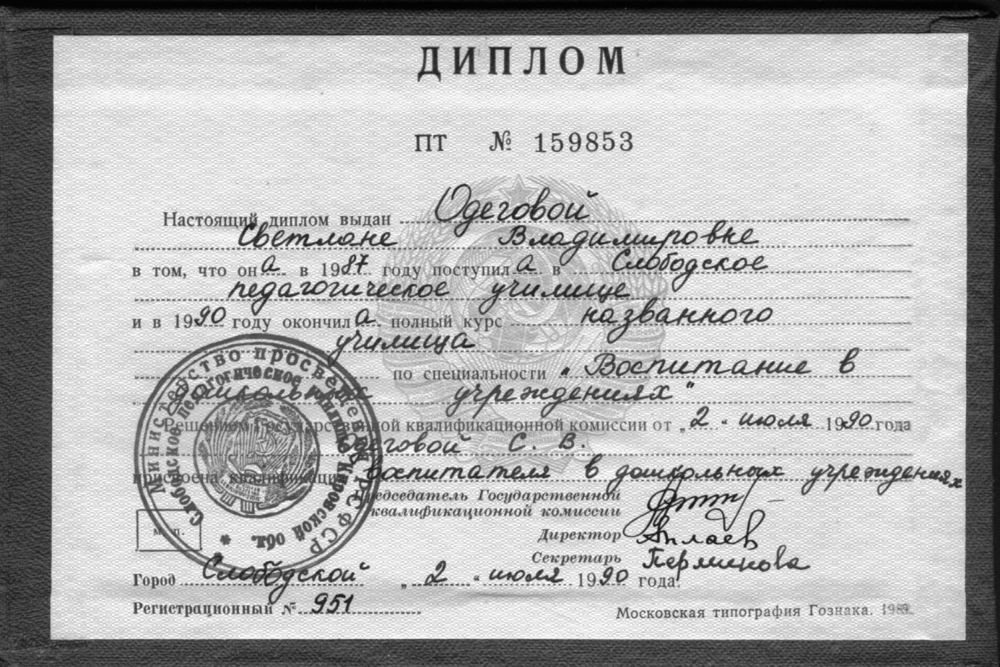 ДИПЛОМ
ПТ № 159853
Настоящий диплом выдан Одеговой
Светлане Владимировне
в том, что она в 1987 году поступила в Слободское
педагогическое училище
и в 1990 году окончила полный курс названного
училища
по специальности „Воспитание в
дошкольных учреждениях"
Решением Государственной квалификационной комиссии от „2" июля 1990 года
Одеговой С. В.
присвоена квалификация воспитателя в дошкольных учреждениях
Председатель Государственной
квалификационной комиссии
Директор
Секретарь Перминова
М. П.
Город Слободской „2" июля 1990 года.
Регистрационный № 951
Московская типография Гознака. 1989.
Министерство просвещения РСФСР
Слободское педагогическое училище Кировской обл.